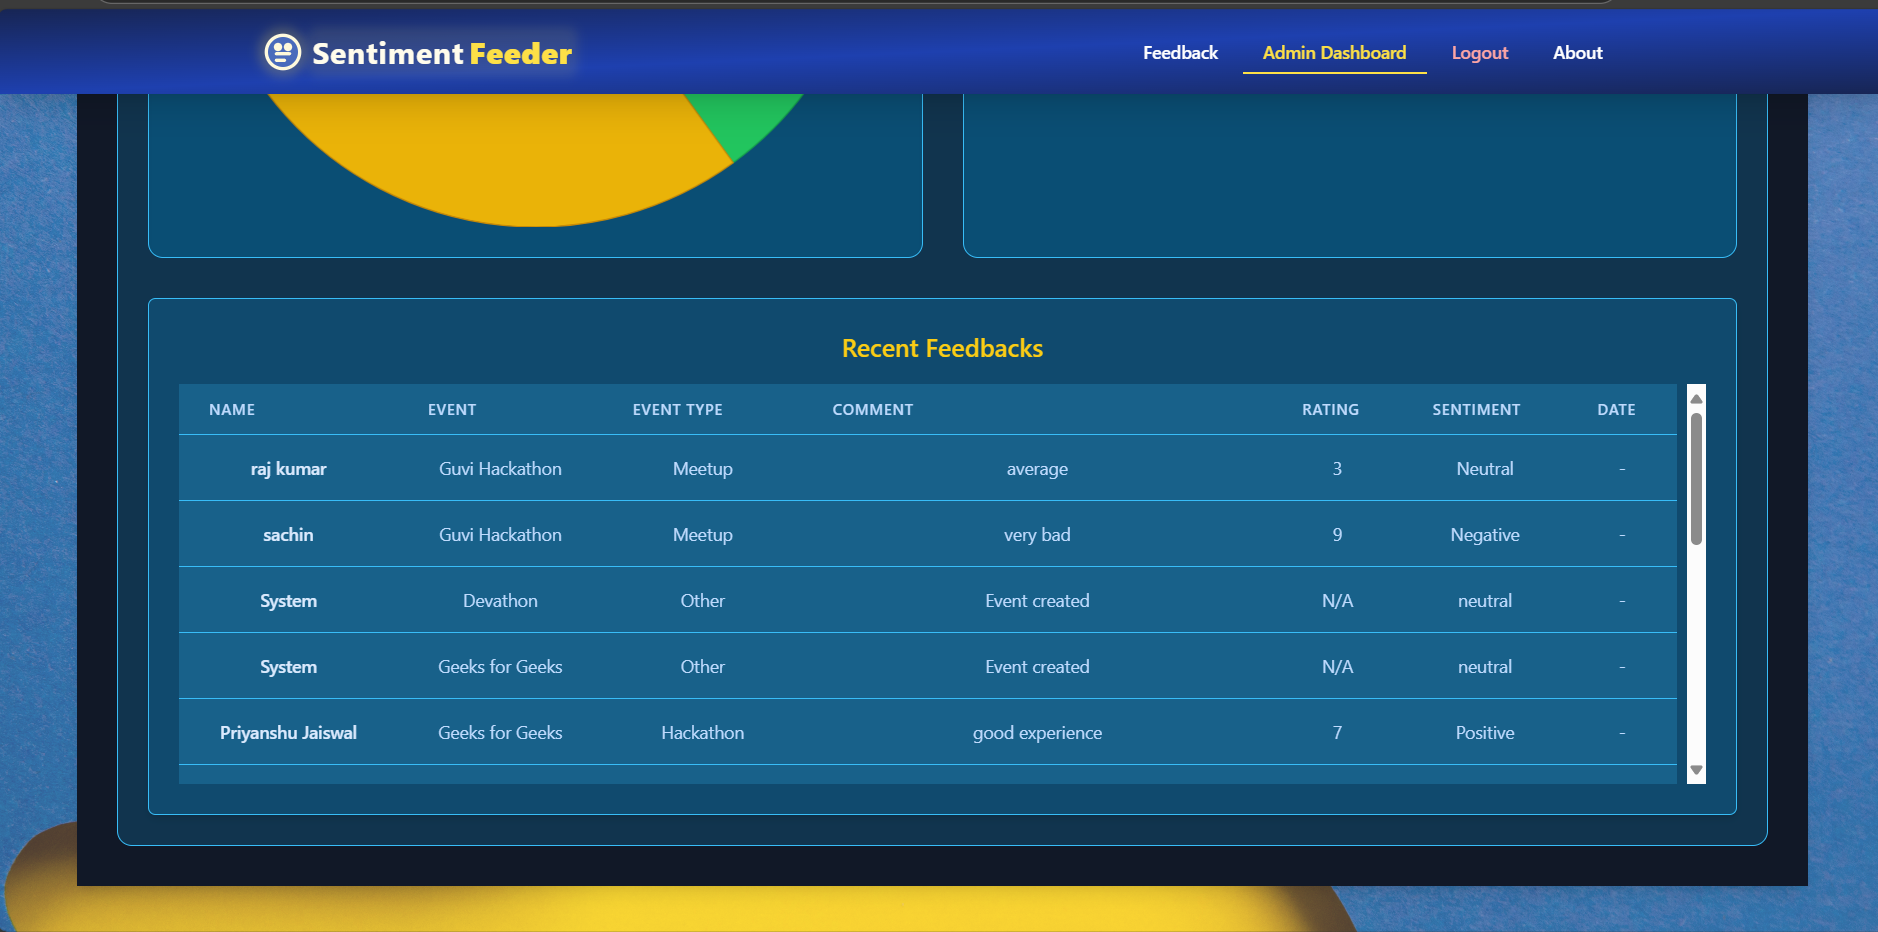 Sentiment Feeder
Feedback Admin Dashboard Logout About
Recent Feedbacks
NAME EVENT EVENT TYPE COMMENT RATING SENTIMENT DATE
raj kumar Guvi Hackathon Meetup average 3 Neutral -
sachin Guvi Hackathon Meetup very bad 9 Negative -
System Devathon Other Event created N/A neutral -
System Geeks for Geeks Other Event created N/A neutral -
Priyanshu Jaiswal Geeks for Geeks Hackathon good experience 7 Positive -